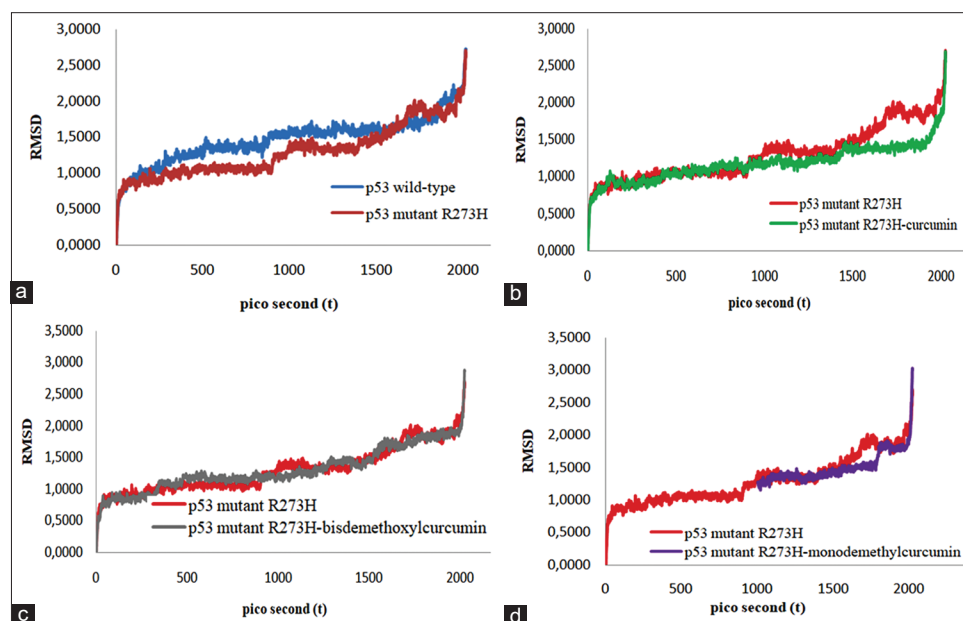 3,0000
2,5000
2,0000
1,5000
1,0000
0,5000
0,0000
RMSD
p53 wild-type
p53 mutant R273H
0 500 1000 1500 2000
pico second (t)
a
3,0000
2,5000
2,0000
1,5000
1,0000
0,5000
0,0000
RMSD
p53 mutant R273H
p53 mutant R273H-curcumin
0 500 1000 1500 2000
pico second (t)
b
3,5000
3,0000
2,5000
2,0000
1,5000
1,0000
0,5000
0,0000
RMSD
p53 mutant R273H
p53 mutant R273H-bisdemethoxylcurcumin
0 500 1000 1500 2000
pico second (t)
c
3,5000
3,0000
2,5000
2,0000
1,5000
1,0000
0,5000
0,0000
RMSD
p53 mutant R273H
p53 mutant R273H-monodemethylcurcumin
0 500 1000 1500 2000
pico second (t)
d